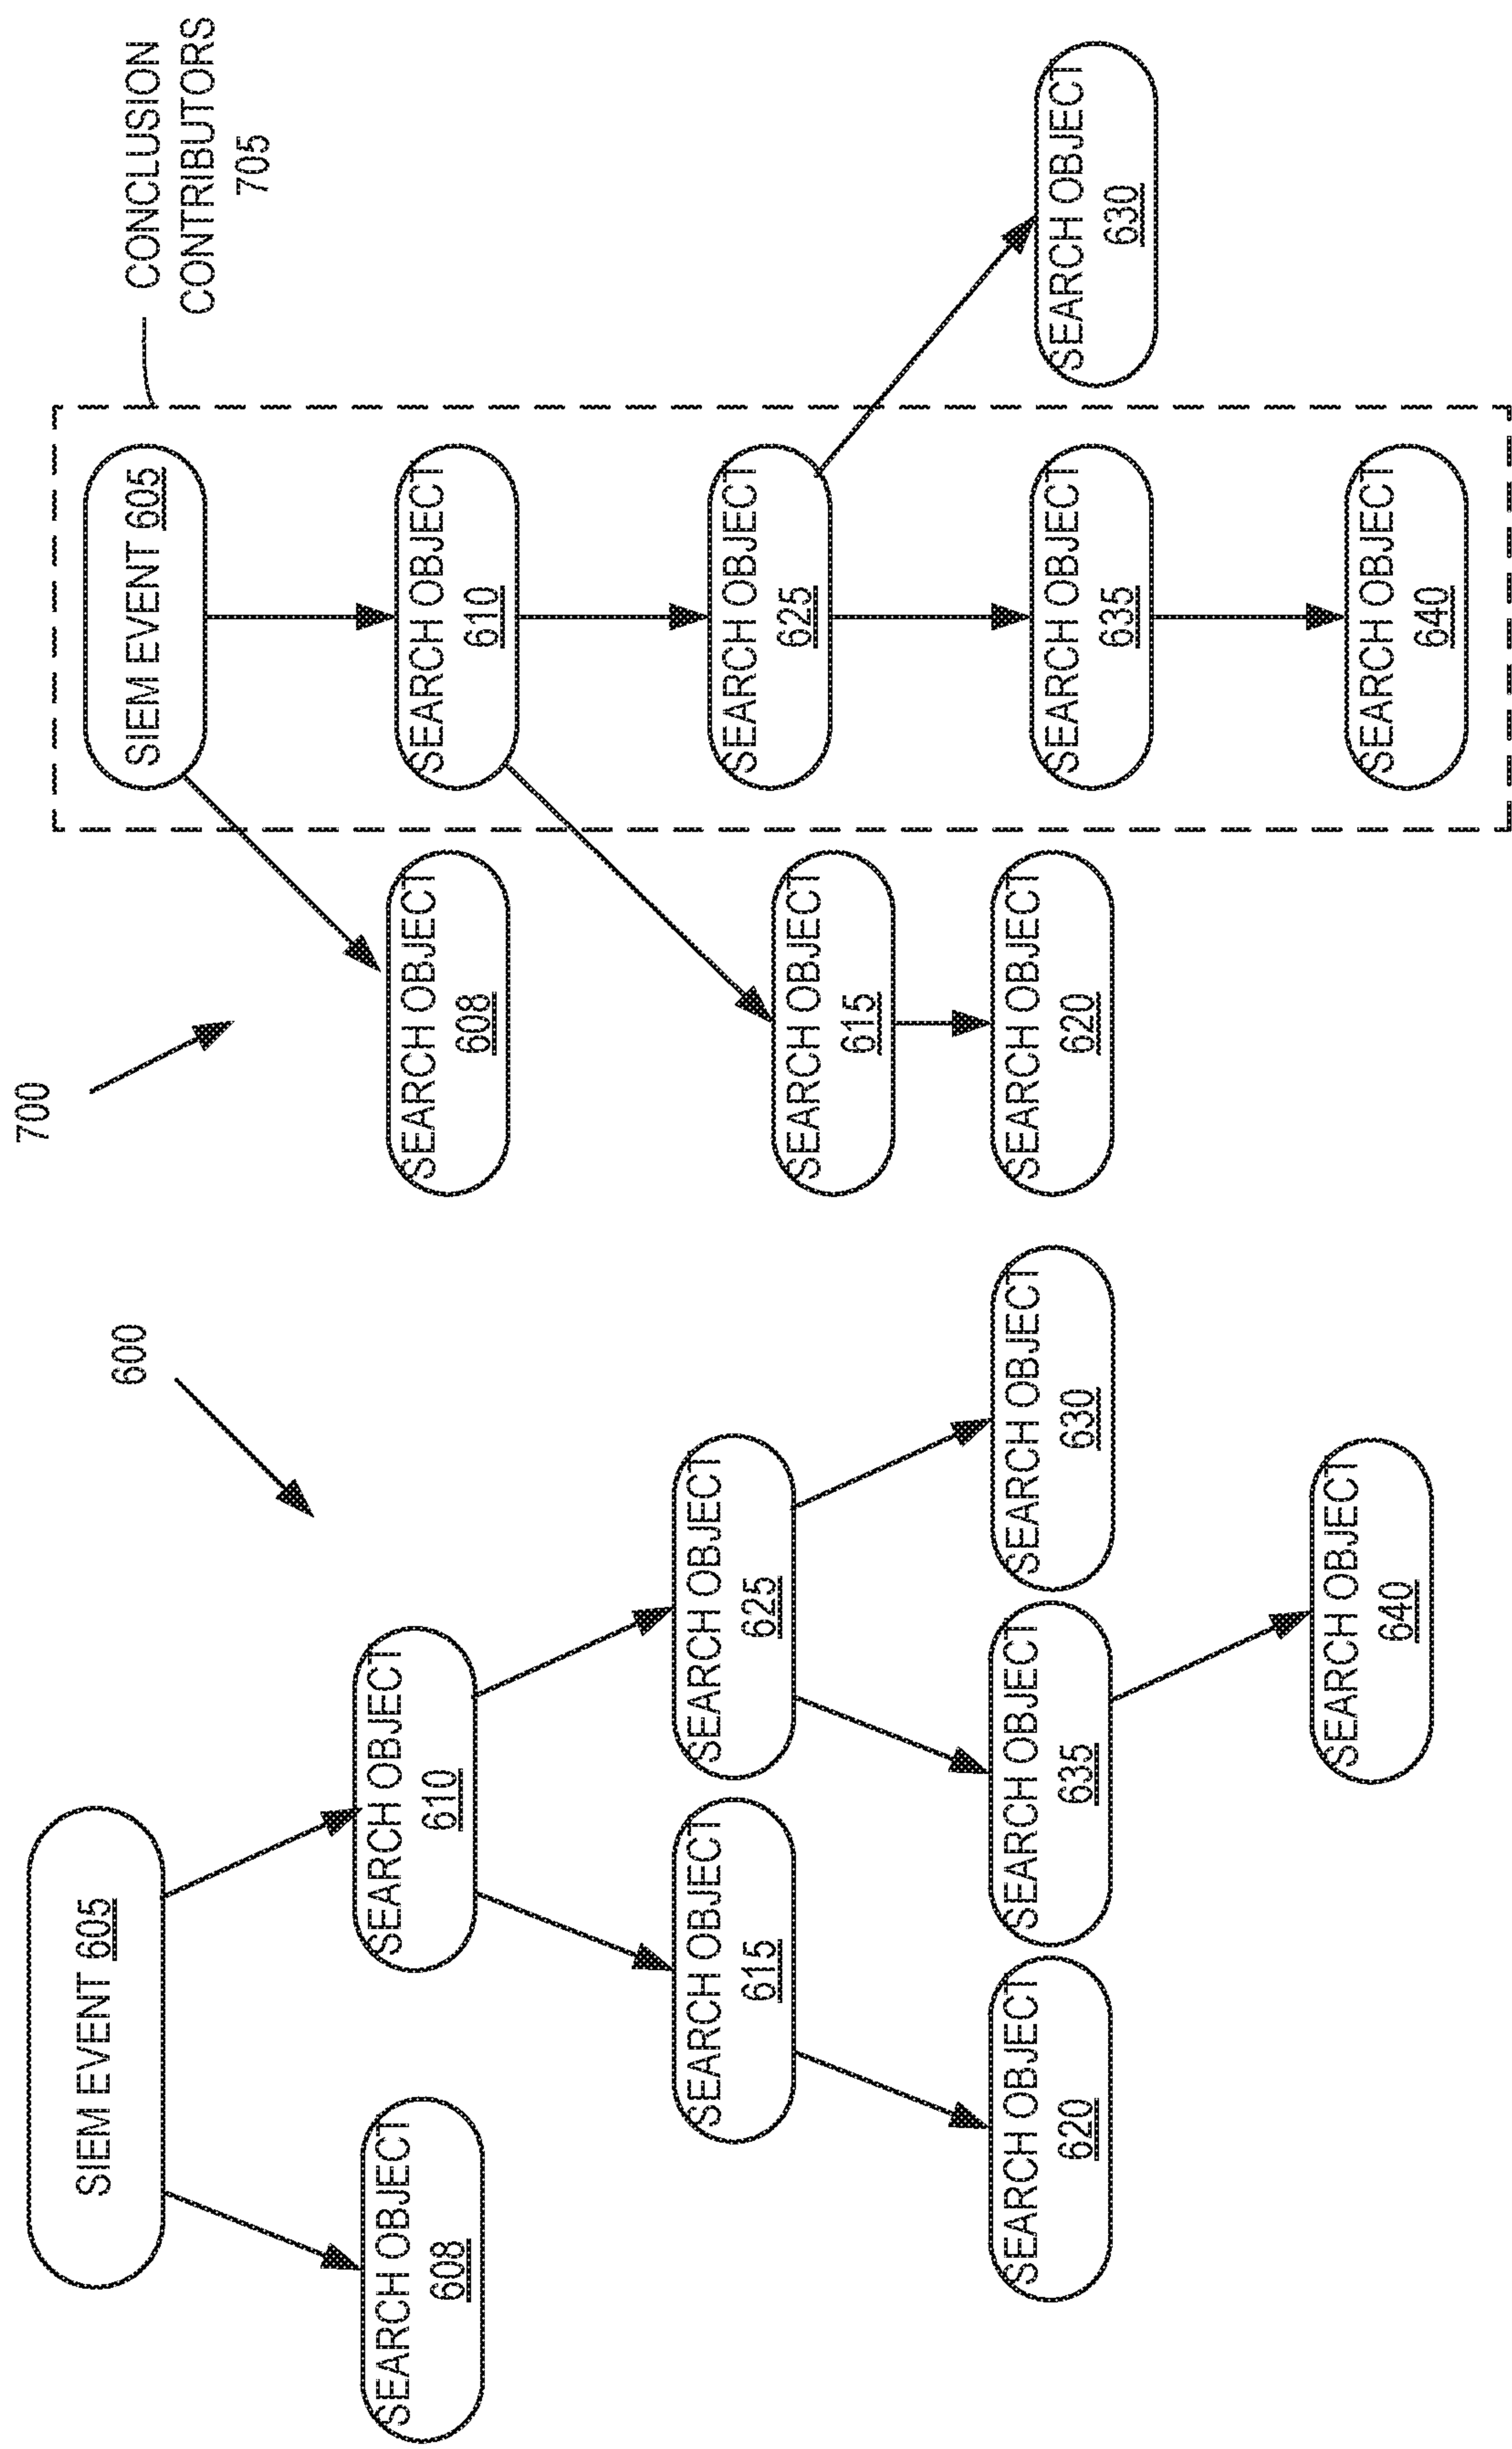 600
SIEM EVENT 605
SEARCH OBJECT
608
SEARCH OBJECT
610
SEARCH OBJECT
615
SEARCH OBJECT
625
SEARCH OBJECT
620
SEARCH OBJECT
635
SEARCH OBJECT
630
SEARCH OBJECT
640
700
CONCLUSION
CONTRIBUTORS
705
SIEM EVENT 605
SEARCH OBJECT
608
SEARCH OBJECT
610
SEARCH OBJECT
615
SEARCH OBJECT
625
SEARCH OBJECT
620
SEARCH OBJECT
635
SEARCH OBJECT
630
SEARCH OBJECT
640